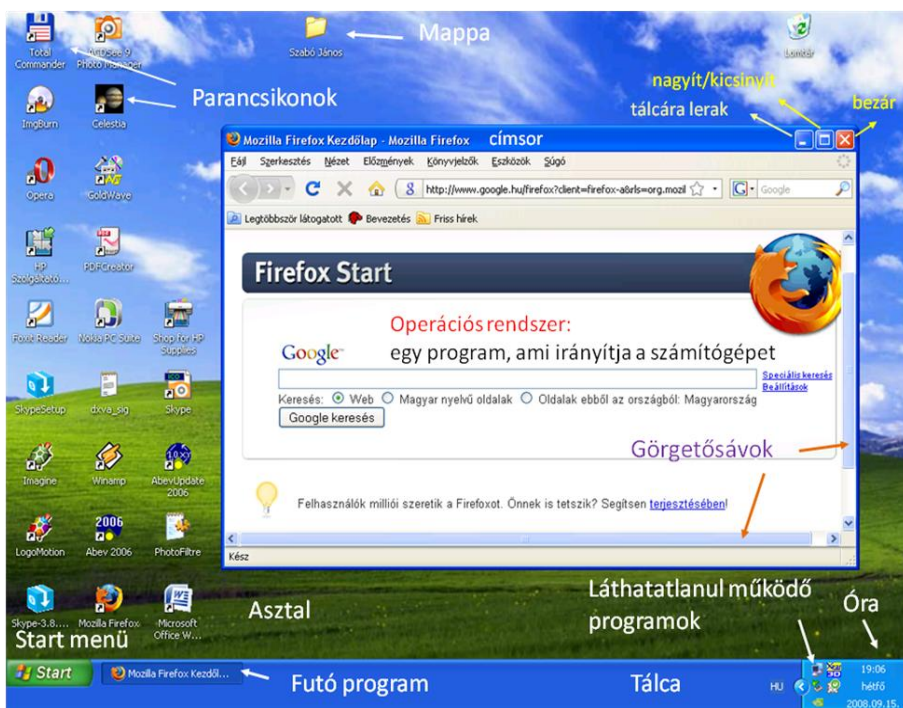 Mappa
Total
Commander
ACDSee 9
Photo Manager
Szabó János
Lomtár
nagyít/kicsinyít
Parancsikonok
tálcára lerak
bezár
ImgBurn
Celestia
Mozilla Firefox Kezdőlap - Mozilla Firefox
címsor
Fájl Szerkesztés Nézet Előzmények Könyvjelzők Eszközök Súgó
http://www.google.hu/firefox?client=firefox-a&rls=org.mozil
Google
Opera
GoldWave
Legtöbbször látogatott Bevezetés Friss hírek
HP
Szolgáltató...
PDFCreator
Firefox Start
Operációs rendszer:
egy program, ami irányítja a számítógépet
Foxit Reader
Nokia PC Suite
Shop for HP
Supplies
Google™
Speciális keresés
Beállítások
Keresés: Web Magyar nyelvű oldalak Oldalak ebből az országból: Magyarország
Google keresés
SkypeSetup
dxva_sig
Skype
Görgetősávok
Imagine
Winamp
AbevUpdate
2006
Felhasználók milliói szeretik a Firefoxot. Önnek is tetszik? Segítsen terjesztésében!
2006
LogoMotion
Abev 2006
PhotoFiltre
Kész
Láthatatlanul működő
programok
Óra
Asztal
Skype-3.8....
Mozilla Firefox
Microsoft
Office W...
Start menü
Start
Mozilla Firefox Kezdől...
Futó program
Tálca
HU
19:06
hétfő
2008.09.15.